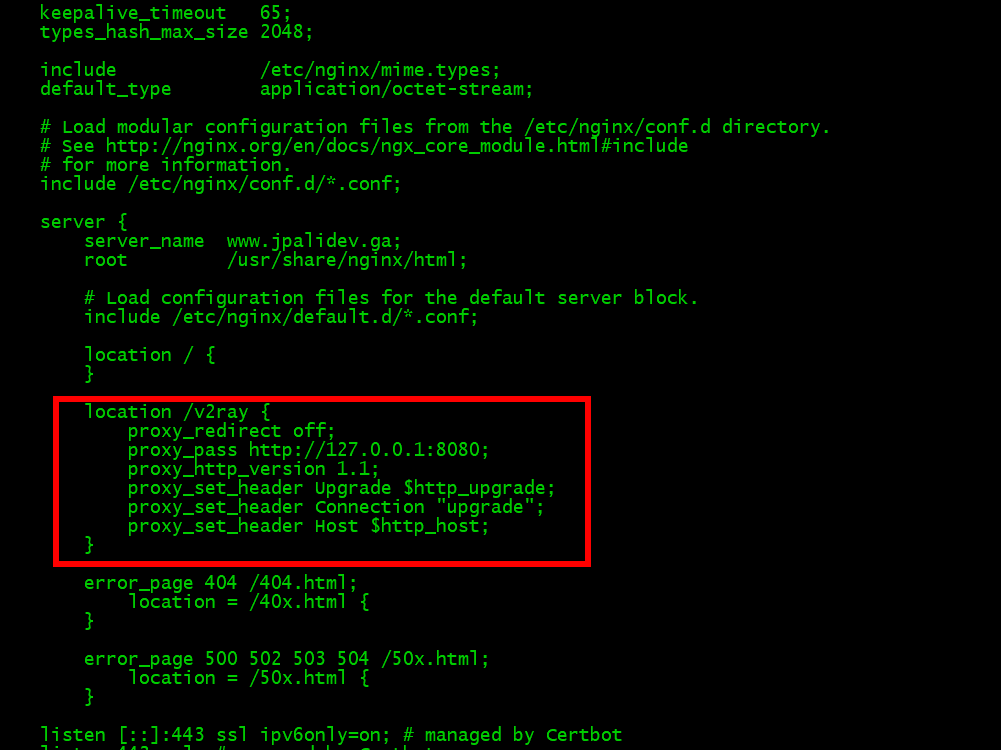 keepalive_timeout   65;
types_hash_max_size 2048;
include             /etc/nginx/mime.types;
default_type        application/octet-stream;
# Load modular configuration files from the /etc/nginx/conf.d directory.
# See http://nginx.org/en/docs/ngx_core_module.html#include
# for more information.
include /etc/nginx/conf.d/*.conf;
server {
server_name  www.jpalidev.ga;
root         /usr/share/nginx/html;
# Load configuration files for the default server block.
include /etc/nginx/default.d/*.conf;
location / {
}
location /v2ray {
proxy_redirect off;
proxy_pass http://127.0.0.1:8080;
proxy_http_version 1.1;
proxy_set_header Upgrade $http_upgrade;
proxy_set_header Connection "upgrade";
proxy_set_header Host $http_host;
}
error_page 404 /404.html;
location = /40x.html {
}
error_page 500 502 503 504 /50x.html;
location = /50x.html {
}
listen [::]:443 ssl ipv6only=on; # managed by Certbot